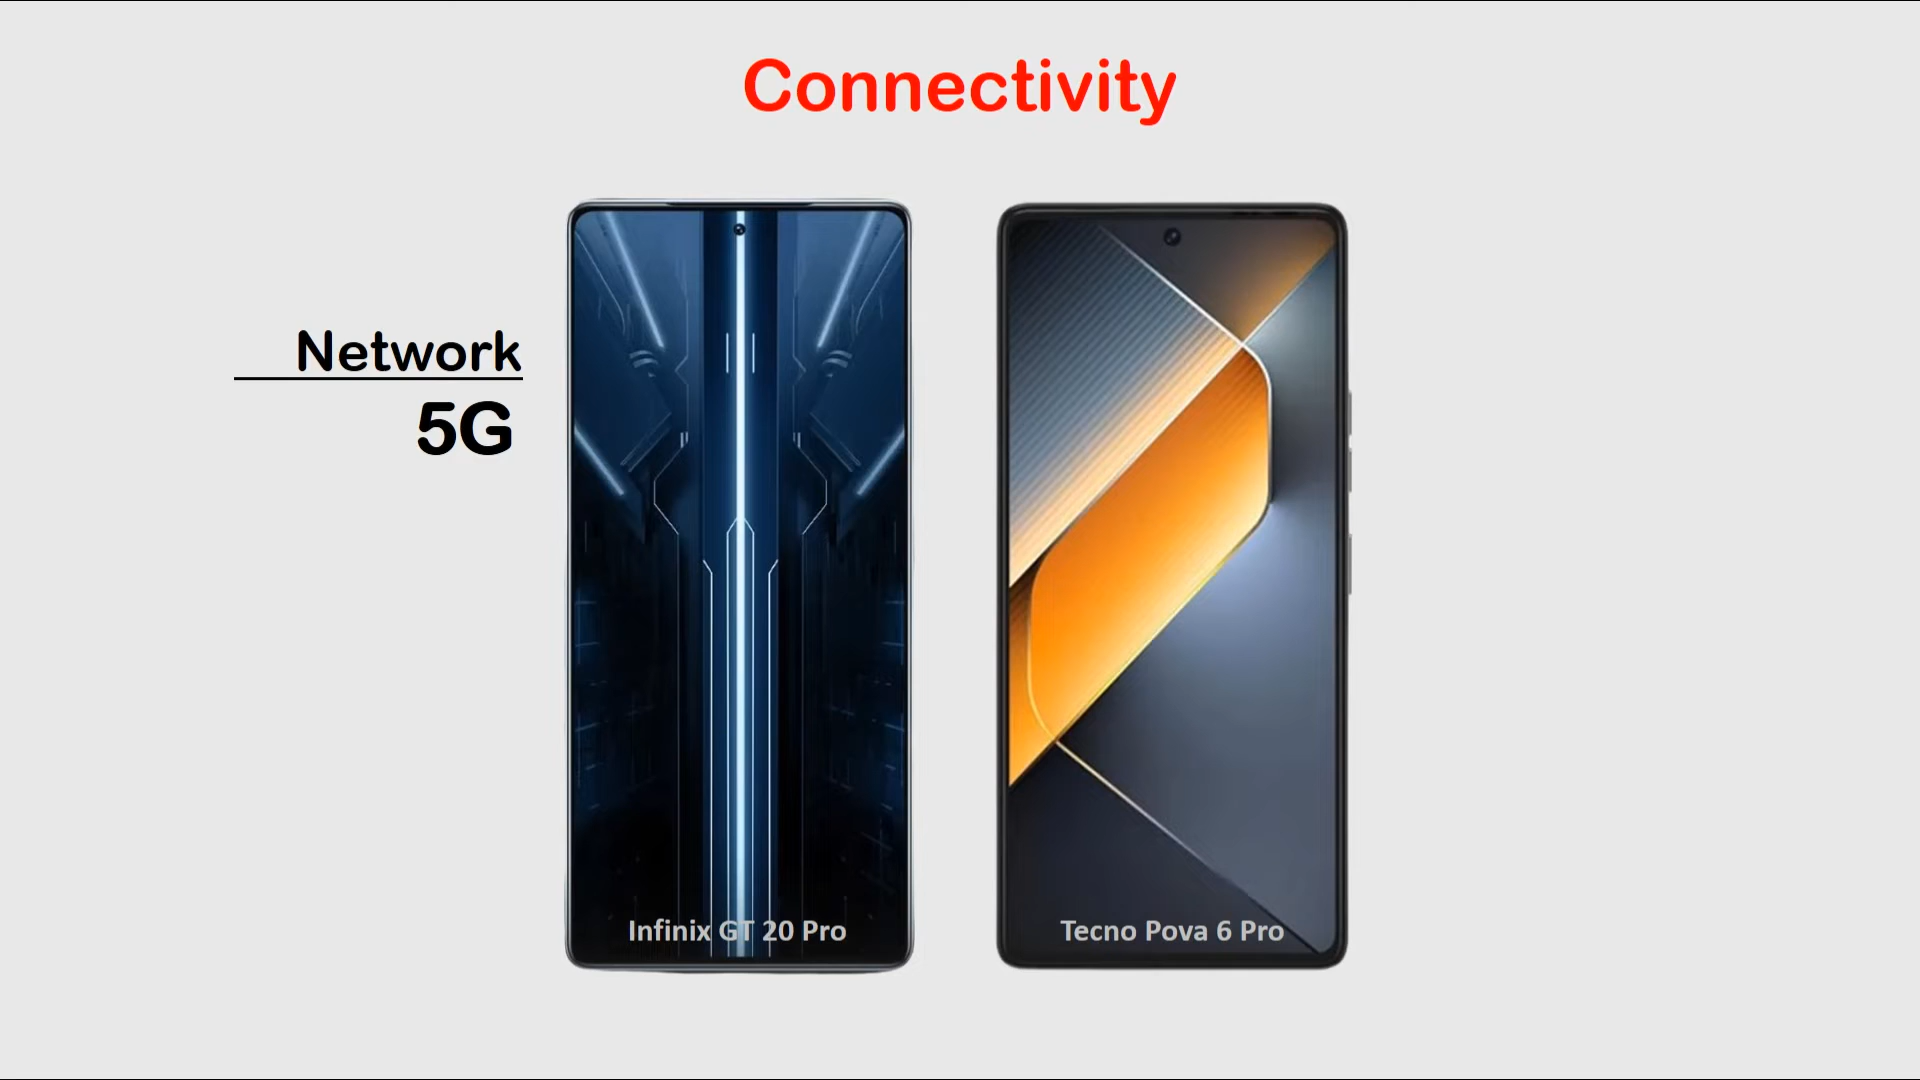 Connectivity
Network
5G
Infinix GT 20 Pro
Tecno Pova 6 Pro